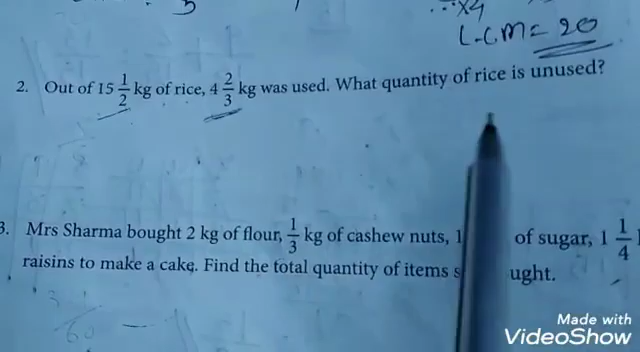 ×4
L.C.M = 20
2. Out of 15 1/2 kg of rice, 4 2/3 kg was used. What quantity of rice is unused?
3. Mrs Sharma bought 2 kg of flour, 1/3 kg of cashew nuts, 1 of sugar, 1 1/4
raisins to make a cake. Find the total quantity of items ught.
Made with
VideoShow